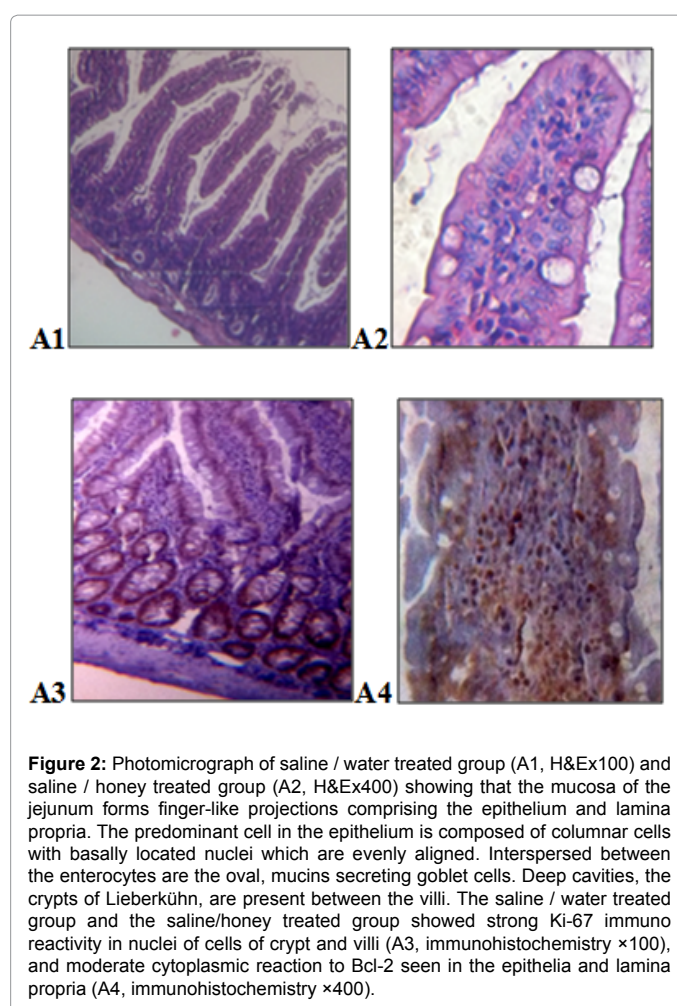 A1
A2
A3
A4
Figure 2: Photomicrograph of saline / water treated group (A1, H&Ex100) and
saline / honey treated group (A2, H&Ex400) showing that the mucosa of the
jejunum forms finger-like projections comprising the epithelium and lamina
propria. The predominant cell in the epithelium is composed of columnar cells
with basally located nuclei which are evenly aligned. Interspersed between
the enterocytes are the oval, mucins secreting goblet cells. Deep cavities, the
crypts of Lieberkühn, are present between the villi. The saline / water treated
group and the saline/honey treated group showed strong Ki-67 immuno
reactivity in nuclei of cells of crypt and villi (A3, immunohistochemistry ×100),
and moderate cytoplasmic reaction to Bcl-2 seen in the epithelia and lamina
propria (A4, immunohistochemistry ×400).